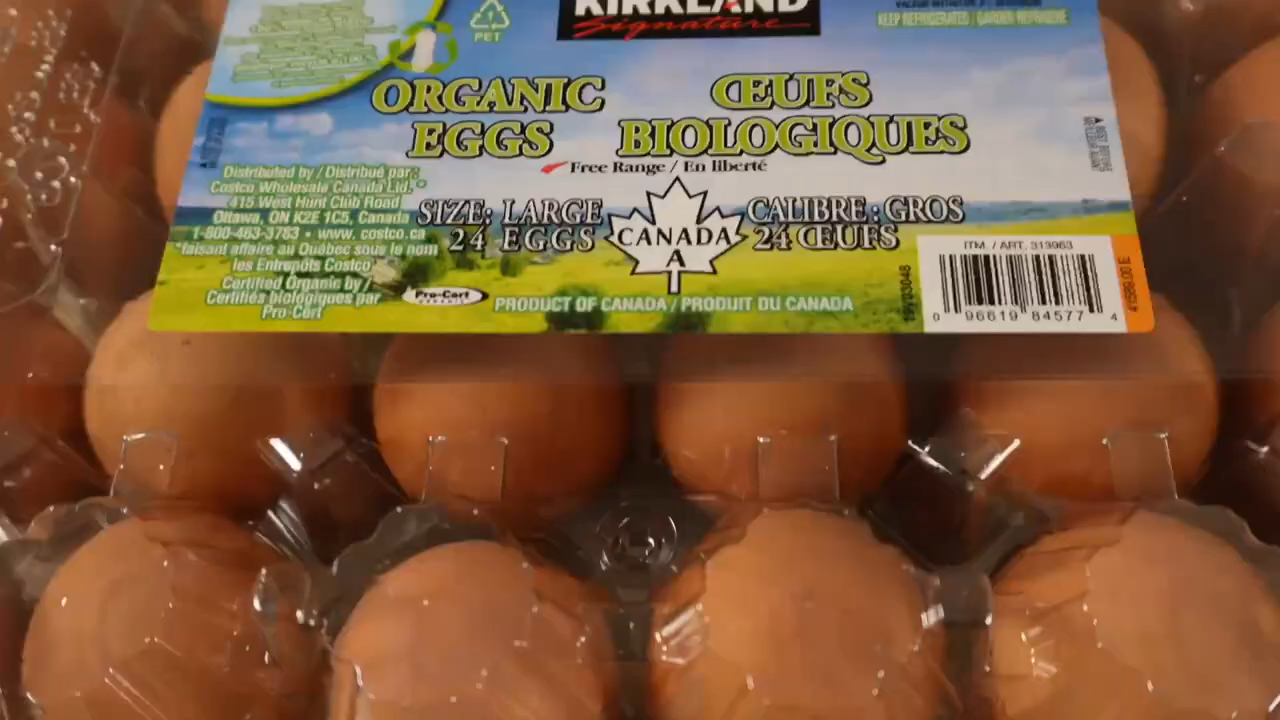 KIRKLAND
Signature
PET
KEEP REFRIGERATED / GARDER REFRIGERE
ORGANIC
EGGS
ŒUFS
BIOLOGIQUES
Free Range / En liberté
Distributed by / Distribué par :
Costco Wholesale Canada Ltd.*
415 West Hunt Club Road
Ottawa, ON K2E 1C5, Canada
1-800-463-3783 • www. costco.ca
*faisant affaire au Québec sous le nom
les Entrepôts Costco
Certified Organic by /
Certifiés biologiques par
Pro-Cert
SIZE: LARGE
24 EGGS
CANADA
A
CALIBRE : GROS
24 ŒUFS
Pro-Cert
PRODUCT OF CANADA / PRODUIT DU CANADA
ITM. / ART. 313963
0 96619 84577 4